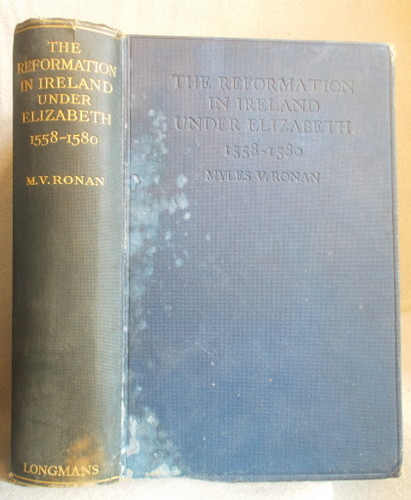 THE
REFORMATION
IN IRELAND
UNDER
ELIZABETH
1558-1580
M.V. RONAN
LONGMANS
THE REFORMATION
IN IRELAND
UNDER ELIZABETH
1558-1580
MYLES V. RONAN